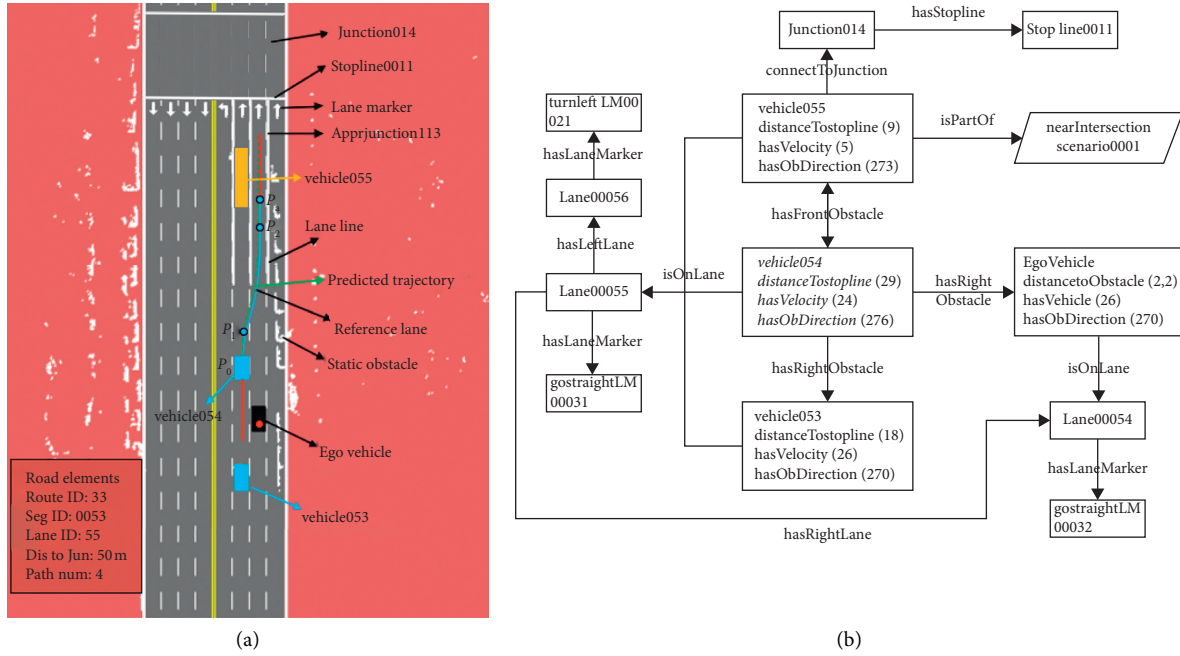 Junction014
Stopline0011
Lane marker
Apprjunction113
vehicle055
P4
P2
Lane line
Predicted trajectory
P1
Reference lane
P0
Static obstacle
vehicle054
Ego vehicle
Road elements
Route ID: 33
Seg ID: 0053
Lane ID: 55
Dis to Jun: 50 m
Path num: 4
vehicle053
(a)
Junction014
hasStopline
Stop line0011
connectToJunction
turnleft LM00
021
vehicle055
distanceTostopline (9)
hasVelocity (5)
hasObDirection (273)
isPartOf
nearIntersection
scenario0001
hasLaneMarker
Lane00056
hasFrontObstacle
hasLeftLane
isOnLane
Lane00055
vehicle054
distanceTostopline (29)
hasVelocity (24)
hasObDirection (276)
hasRight
Obstacle
EgoVehicle
distancetoObstacle (2,2)
hasVehicle (26)
hasObDirection (270)
hasLaneMarker
hasRightObstacle
isOnLane
gostraightLM
00031
vehicle053
distanceTostopline (18)
hasVelocity (26)
hasObDirection (270)
Lane00054
hasLaneMarker
gostraightLM
00032
hasRightLane
(b)